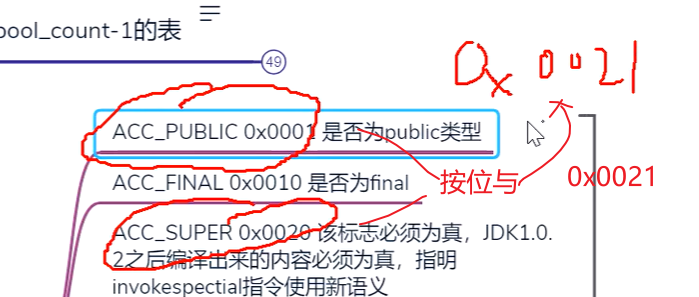 pool_count-1的表
49
0x 0021
ACC_PUBLIC 0x0001 是否为public类型
按位与
0x0021
ACC_FINAL 0x0010 是否为final
ACC_SUPER 0x0020 该标志必须为真，JDK1.0.
2之后编译出来的内容必须为真，指明
invokespectial指令使用新语义